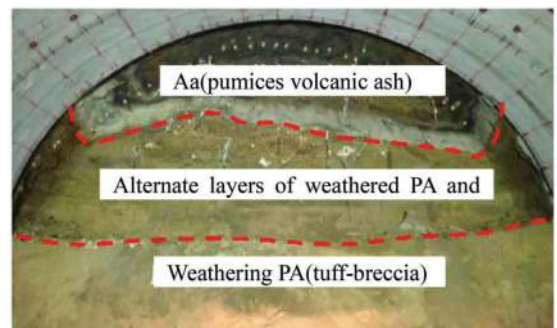 Aa(pumices volcanic ash)
Alternate layers of weathered PA and
Weathering PA(tuff-breccia)